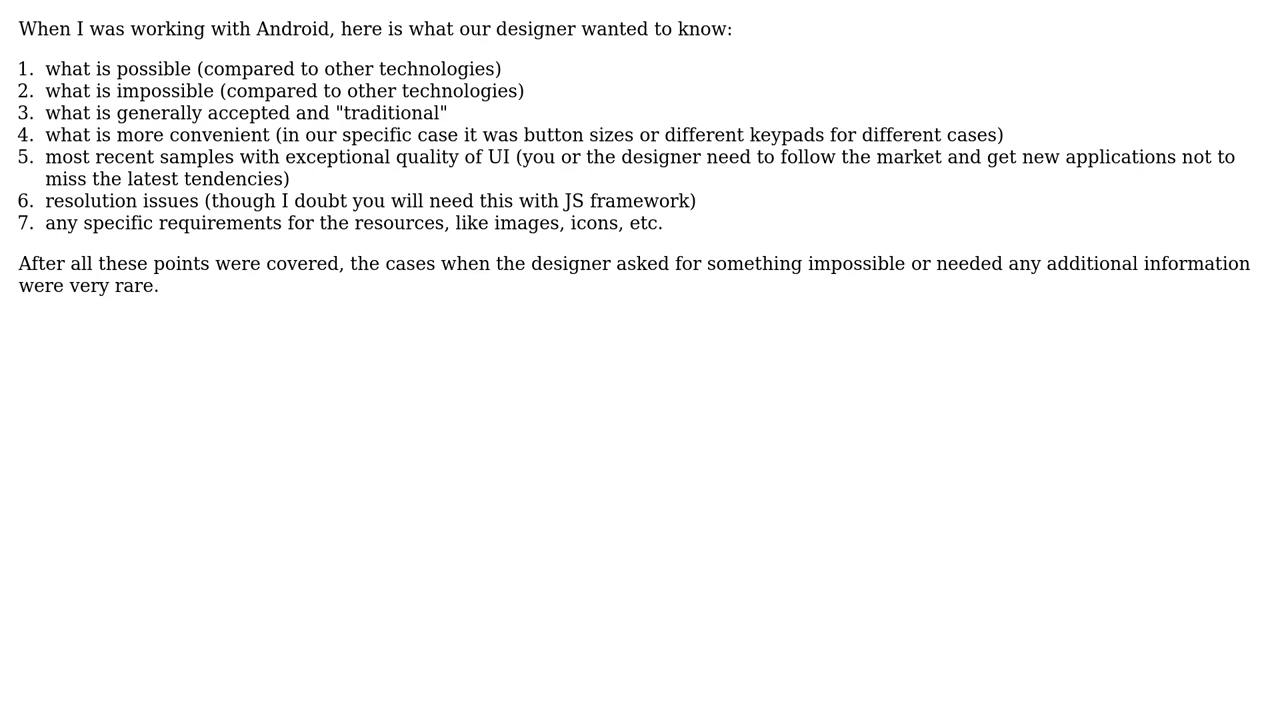 When I was working with Android, here is what our designer wanted to know:
1. what is possible (compared to other technologies)
2. what is impossible (compared to other technologies)
3. what is generally accepted and "traditional"
4. what is more convenient (in our specific case it was button sizes or different keypads for different cases)
5. most recent samples with exceptional quality of UI (you or the designer need to follow the market and get new applications not to
miss the latest tendencies)
6. resolution issues (though I doubt you will need this with JS framework)
7. any specific requirements for the resources, like images, icons, etc.
After all these points were covered, the cases when the designer asked for something impossible or needed any additional information
were very rare.